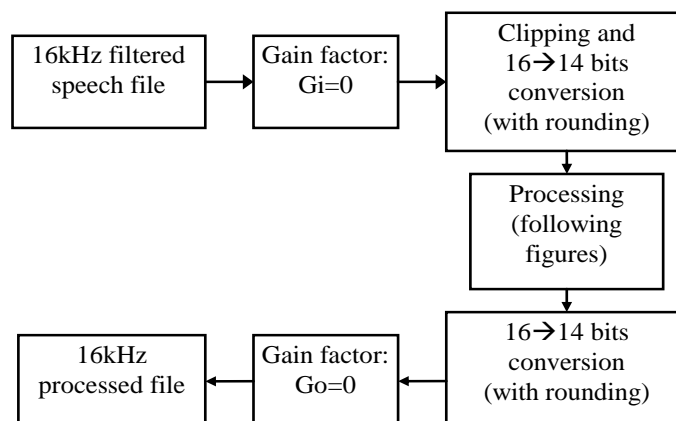 16kHz filtered
speech file
Gain factor:
Gi=0
Clipping and
16→14 bits
conversion
(with rounding)
Processing
(following
figures)
16→14 bits
conversion
(with rounding)
Gain factor:
Go=0
16kHz
processed file